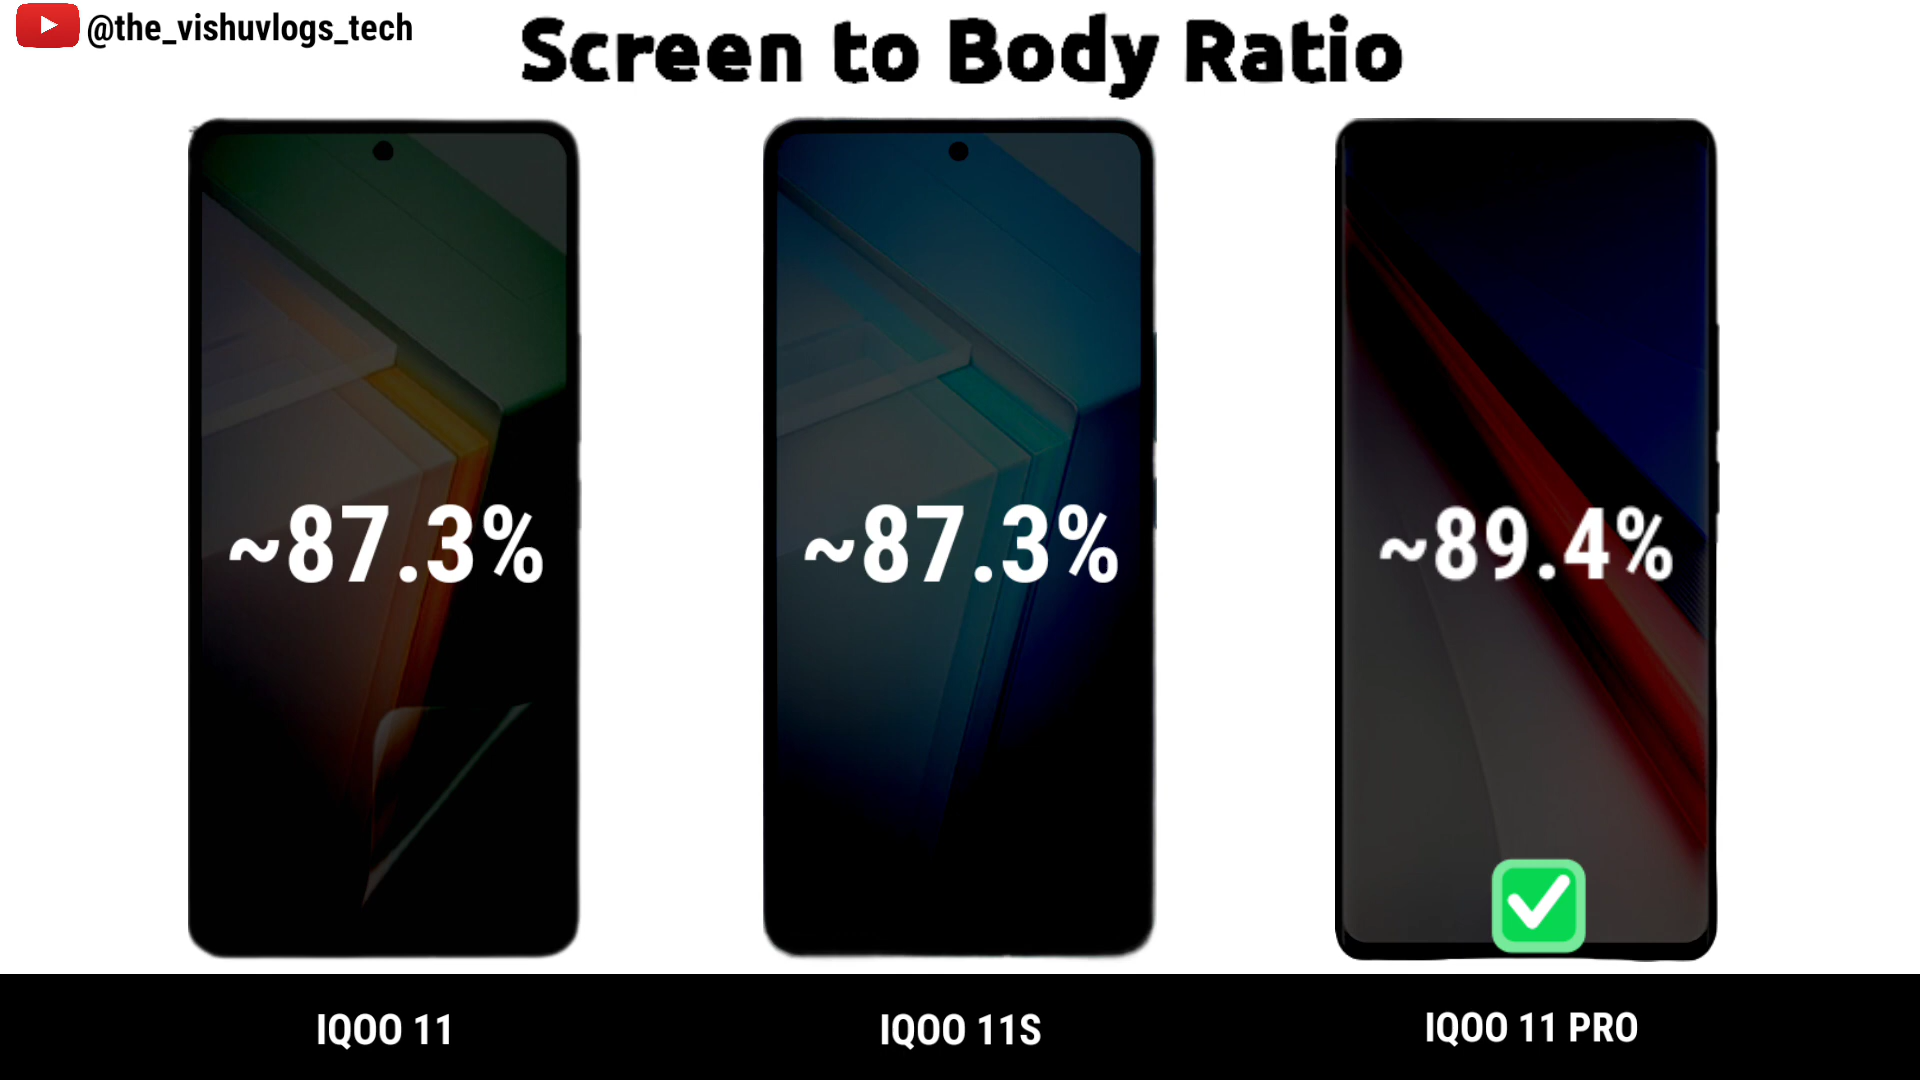 @the_vishuvlogs_tech
Screen to Body Ratio
~87.3%
~87.3%
~89.4%
IQOO 11
IQOO 11S
IQOO 11 PRO